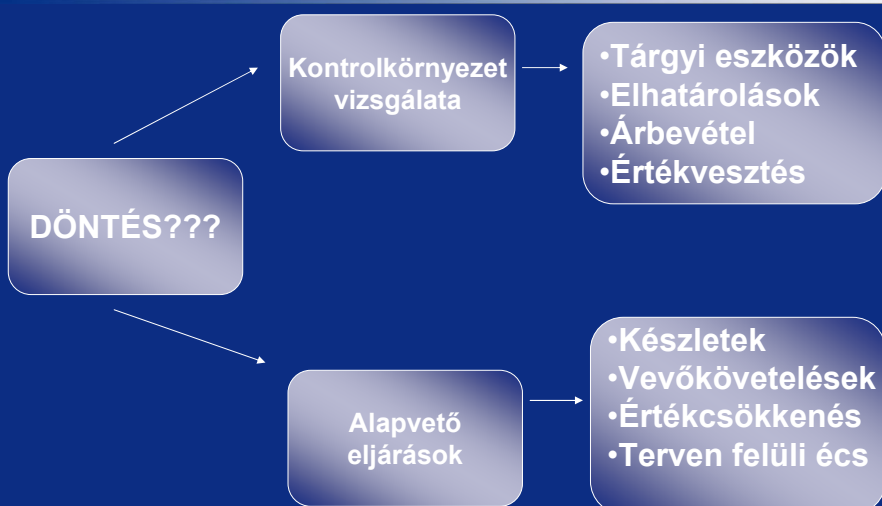 DÖNTÉS???
Kontrolkörnyezet
vizsgálata
•Tárgyi eszközök
•Elhatárolások
•Árbevétel
•Értékvesztés
Alapvető
eljárások
•Készletek
•Vevőkövetelések
•Értékcsökkenés
•Terven felüli écs